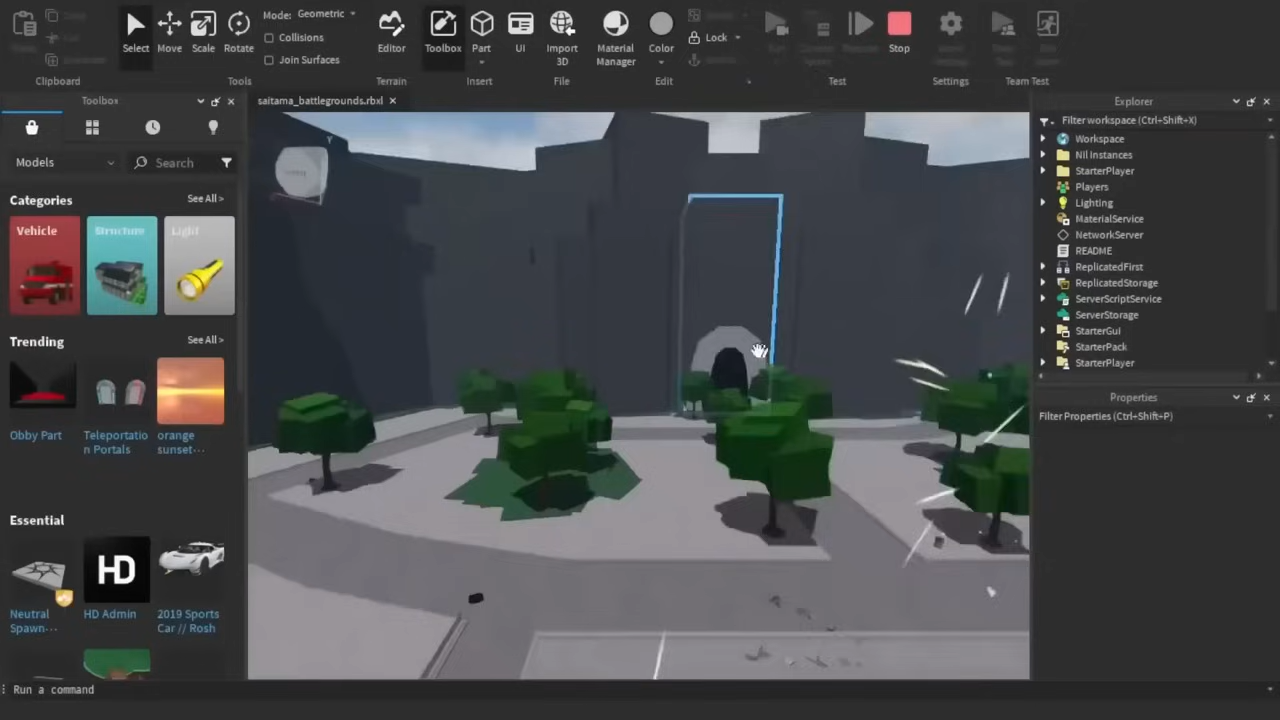 Mode: Geometric
Collisions
Join Surfaces
Select
Move
Scale
Rotate
Editor
Toolbox
Part
UI
Import
3D
Material
Manager
Color
Lock
Stop
Clipboard
Tools
Terrain
Insert
File
Edit
Test
Settings
Team Test
Toolbox
saitama_battlegrounds.rbxl
Models
Search
Categories
See All >
Vehicle
Structure
Light
Trending
See All >
Obby Part
Teleportatio
n Portals
orange
sunset…
Essential
HD
Neutral
Spawn…
HD Admin
2019 Sports
Car // Rosh
Run a command
Explorer
Filter workspace (Ctrl+Shift+X)
Workspace
Nil Instances
StarterPlayer
Players
Lighting
MaterialService
NetworkServer
README
ReplicatedFirst
ReplicatedStorage
ServerScriptService
ServerStorage
StarterGui
StarterPack
StarterPlayer
Properties
Filter Properties (Ctrl+Shift+P)